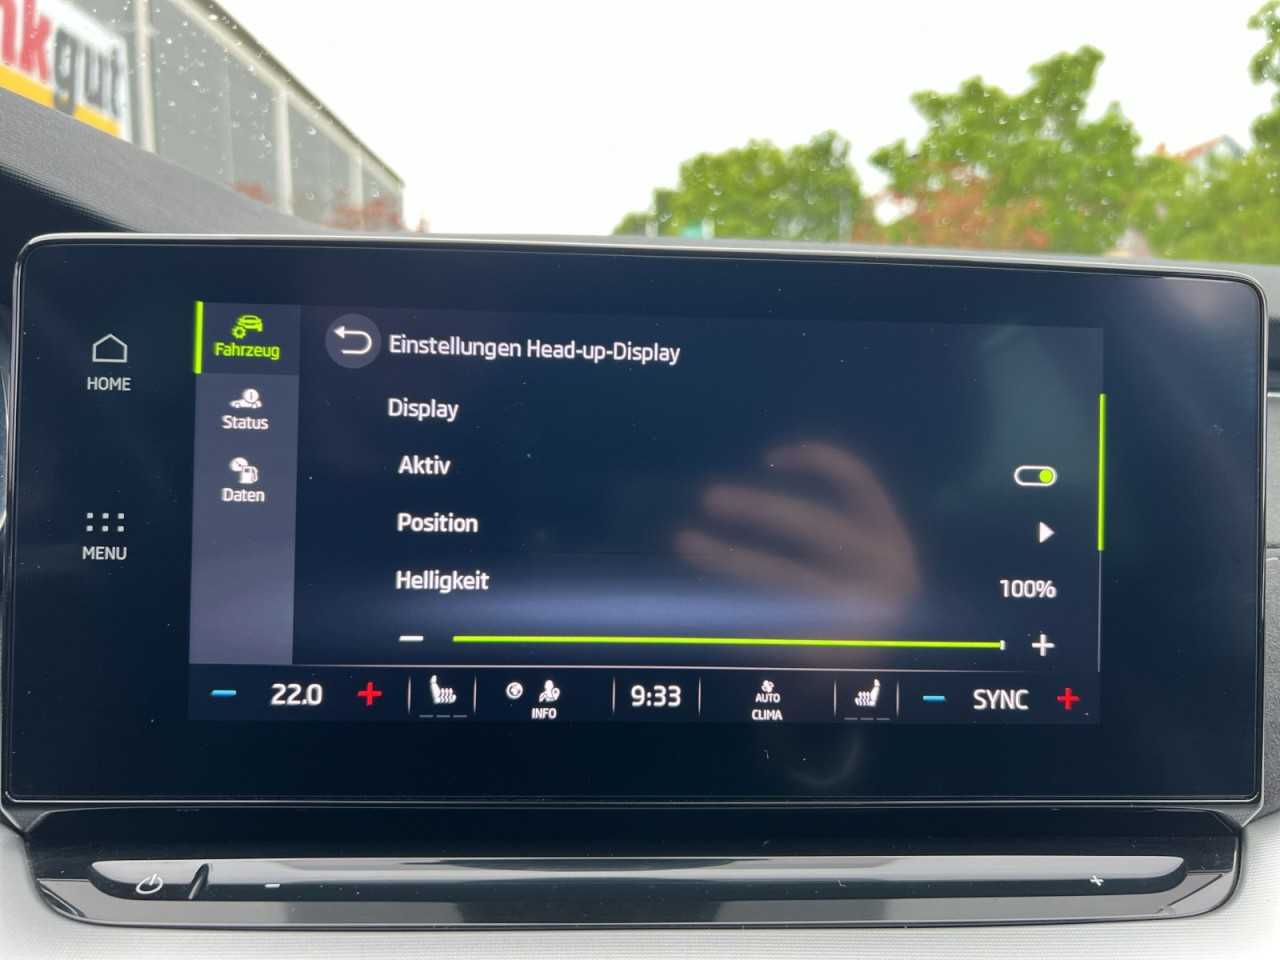 nkgut
HOME
MENU
Fahrzeug
Status
Daten
Einstellungen Head-up-Display
Display
Aktiv
Position
Helligkeit
100%
22.0
INFO
9:33
AUTO
CLIMA
SYNC